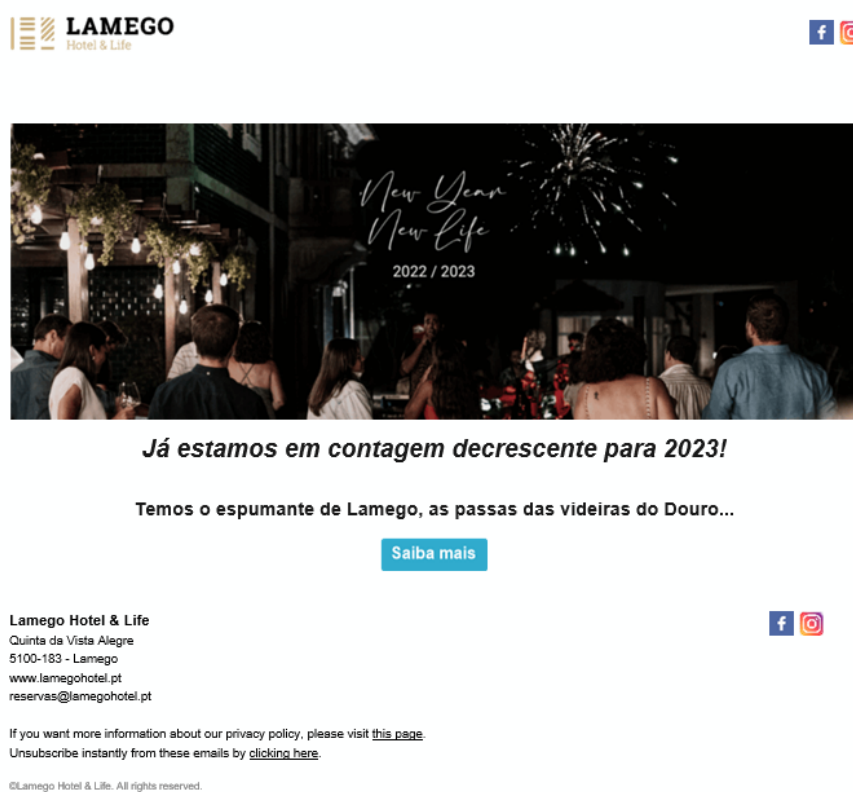 LAMEGO
Hotel & Life
New Year
New Life
2022 / 2023
Já estamos em contagem decrescente para 2023!
Temos o espumante de Lamego, as passas das videiras do Douro...
Saiba mais
Lamego Hotel & Life
Quinta da Vista Alegre
5100-183 - Lamego
www.lamegohotel.pt
reservas@lamegohotel.pt
If you want more information about our privacy policy, please visit this page.
Unsubscribe instantly from these emails by clicking here.
©Lamego Hotel & Life. All rights reserved.